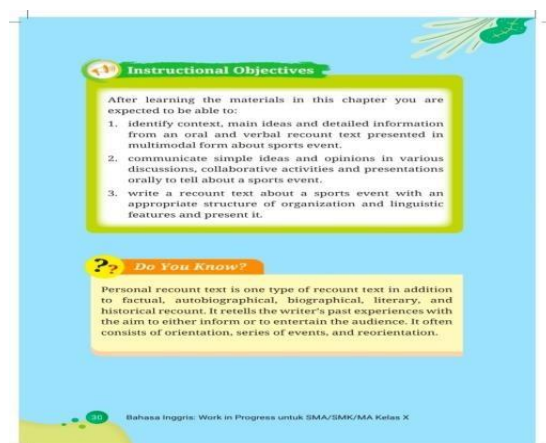 Instructional Objectives
After learning the materials in this chapter you are
expected to be able to:
1. identify context, main ideas and detailed information
from an oral and verbal recount text presented in
multimodal form about sports event.
2. communicate simple ideas and opinions in various
discussions, collaborative activities and presentations
orally to tell about a sports event.
3. write a recount text about a sports event with an
appropriate structure of organization and linguistic
features and present it.
?? Do You Know?
Personal recount text is one type of recount text in addition
to factual, autobiographical, biographical, literary, and
historical recount. It retells the writer's past experiences with
the aim to either inform or to entertain the audience. It often
consists of orientation, series of events, and reorientation.
30 Bahasa Inggris: Work in Progress untuk SMA/SMK/MA Kelas X